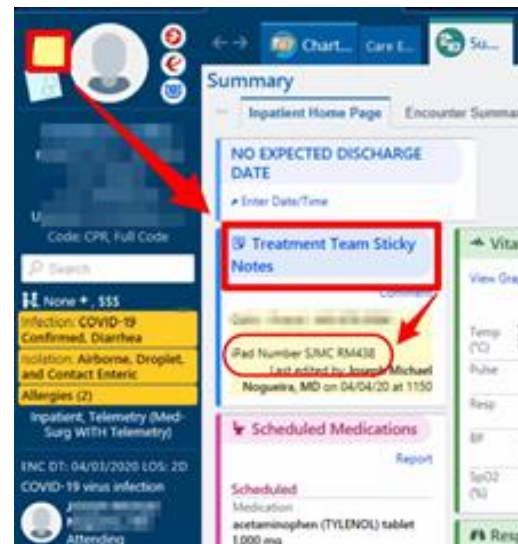 Chart...
Care E...
Su...
Summary
Inpatient Home Page
Encounter Summar
NO EXPECTED DISCHARGE
DATE
Enter Date/Time
Code: CPR, Full Code
Search
None + , $$$
Infection: COVID-19
Confirmed, Diarrhea
Isolation: Airborne, Droplet,
and Contact Enteric
Allergies (2)
Inpatient, Telemetry (Med-
Surg WITH Telemetry)
ENC DT: 04/03/2020 LOS: 2D
COVID-19 virus infection
Attending
Treatment Team Sticky
Notes
Comment
iPad Number SJMC RM438
Last edited by Joseph Michael
Nogueira, MD on 04/04/20 at 1150
Scheduled Medications
Report
Scheduled
Medication
acetaminophen (TYLENOL) tablet
1,000 mg
Vita
View Gra
Temp
(°C)
Pulse
Resp
BP
SpO2
(%)
Resp